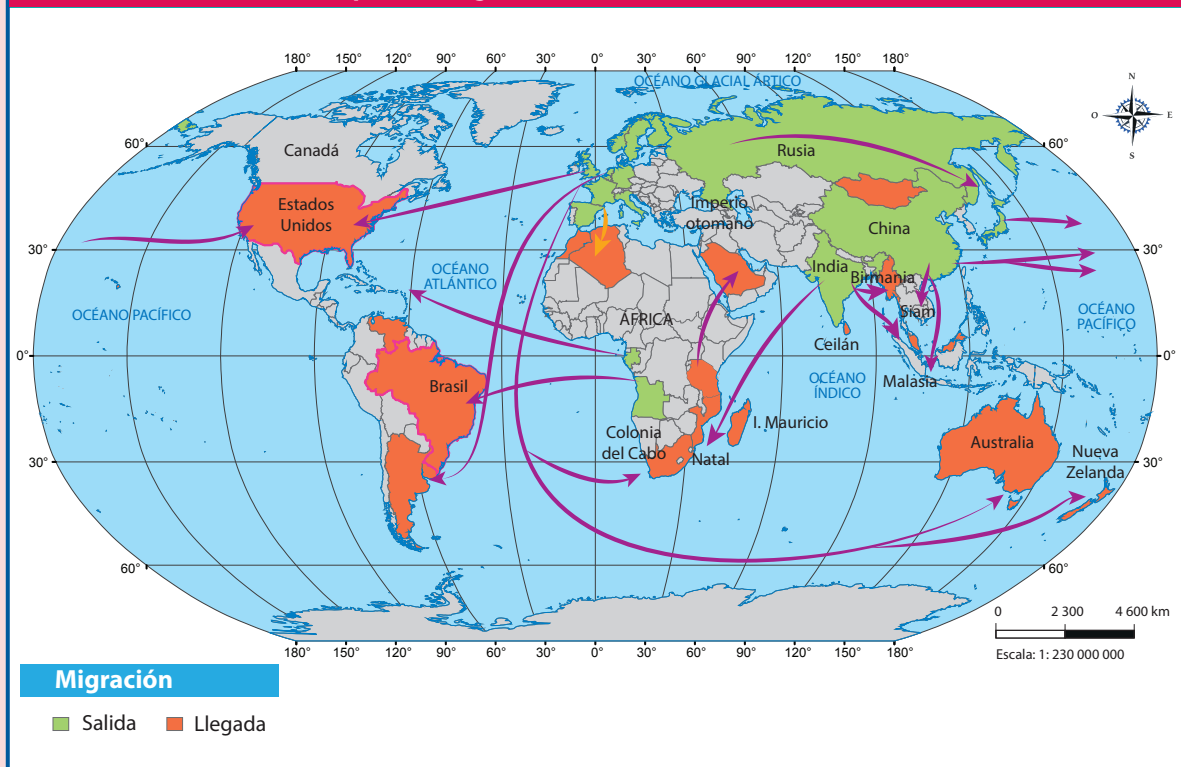 180° 150° 120° 90° 60° 30° 0° 30° 60° 90° 120° 150° 180°
OCÉANO GLACIAL ÁRTICO
N
O E
S
60° 60°
Canadá
Rusia
Estados
Unidos
Imperio
otomano
China
30° 30°
OCÉANO
ATLÁNTICO
India
Birmania
OCÉANO PACÍFICO
ÁFRICA
Siam
OCÉANO
PACÍFICO
0° 0°
Ceilán
Brasil
OCÉANO
ÍNDICO
Malasia
I. Mauricio
Colonia
del Cabo
Natal
Australia
Nueva
Zelanda
30° 30°
60° 60°
0 2 300 4 600 km
Escala: 1: 230 000 000
180° 150° 120° 90° 60° 30° 0° 30° 60° 90° 120° 150° 180°
Migración
Salida Llegada